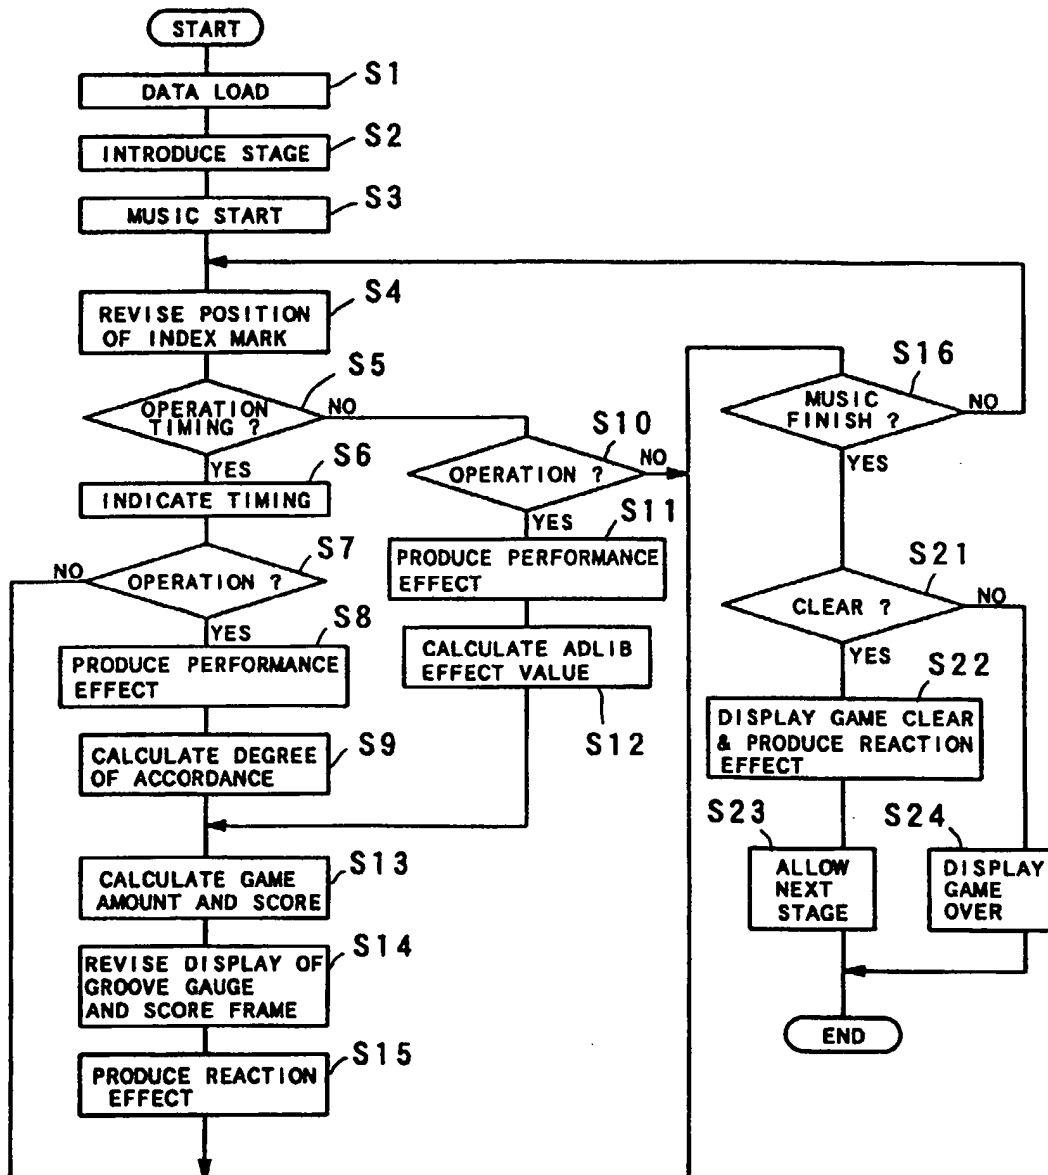 START
S1
DATA LOAD
S2
INTRODUCE STAGE
S3
MUSIC START
S4
REVISE POSITION
OF INDEX MARK
S5
OPERATION
TIMING ?
NO
YES
S6
INDICATE TIMING
S7
NO
OPERATION ?
YES
S8
PRODUCE PERFORMANCE
EFFECT
S9
CALCULATE DEGREE
OF ACCORDANCE
S10
OPERATION ?
NO
YES
S11
PRODUCE PERFORMANCE
EFFECT
CALCULATE ADLIB
EFFECT VALUE
S12
S13
CALCULATE GAME
AMOUNT AND SCORE
S14
REVISE DISPLAY OF
GROOVE GAUGE
AND SCORE FRAME
S15
PRODUCE REACTION
EFFECT
S16
MUSIC
FINISH ?
NO
YES
S21
CLEAR ?
NO
YES
S22
DISPLAY GAME CLEAR
& PRODUCE REACTION
EFFECT
S23
ALLOW
NEXT
STAGE
S24
DISPLAY
GAME
OVER
END